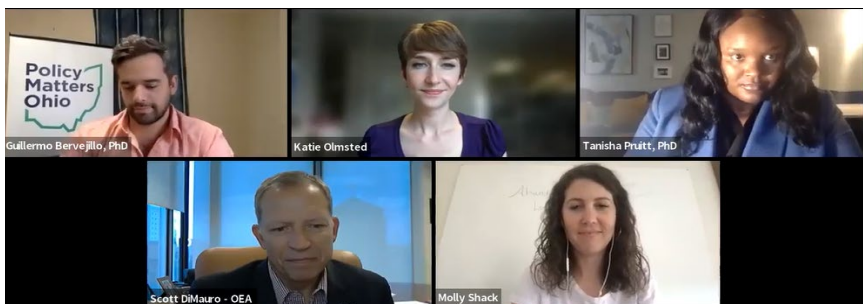 Policy
Matters
Ohio
Guillermo Bervejillo, PhD
Katie Olmsted
Tanisha Pruitt, PhD
Scott DiMauro - OEA
Molly Shack